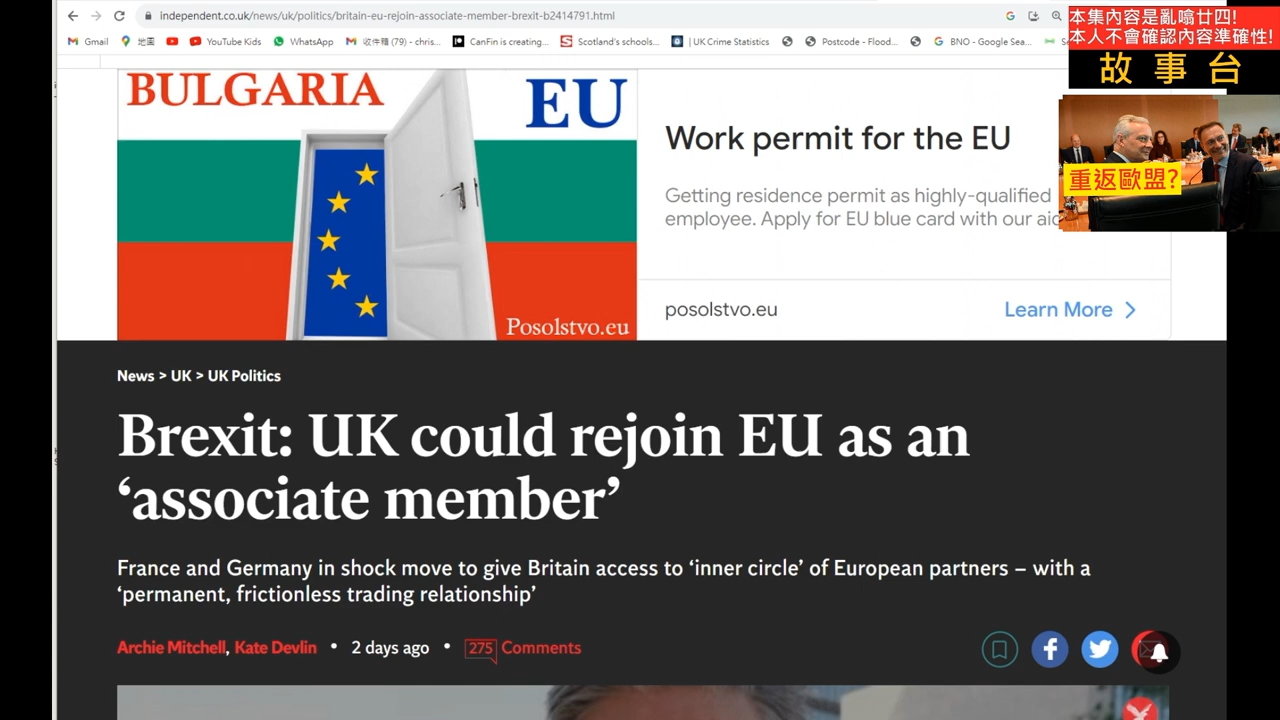 independent.co.uk/news/uk/politics/britain-eu-rejoin-associate-member-brexit-b2414791.html
Gmail
地圖
YouTube Kids
WhatsApp
收件箱 (79) - chris...
CanFin is creating...
Scotland's schools...
| UK Crime Statistics
Postcode - Flood...
BNO - Google Sea...
本集內容是亂噏廿四!
本人不會確認內容準確性!
故事台
重返歐盟?
BULGARIA
EU
Posolstvo.eu
Work permit for the EU
Getting residence permit as highly-qualified
employee. Apply for EU blue card with our aid
posolstvo.eu
Learn More
News > UK > UK Politics
Brexit: UK could rejoin EU as an
‘associate member’
France and Germany in shock move to give Britain access to ‘inner circle’ of European partners – with a
‘permanent, frictionless trading relationship’
Archie Mitchell, Kate Devlin • 2 days ago • 275 Comments